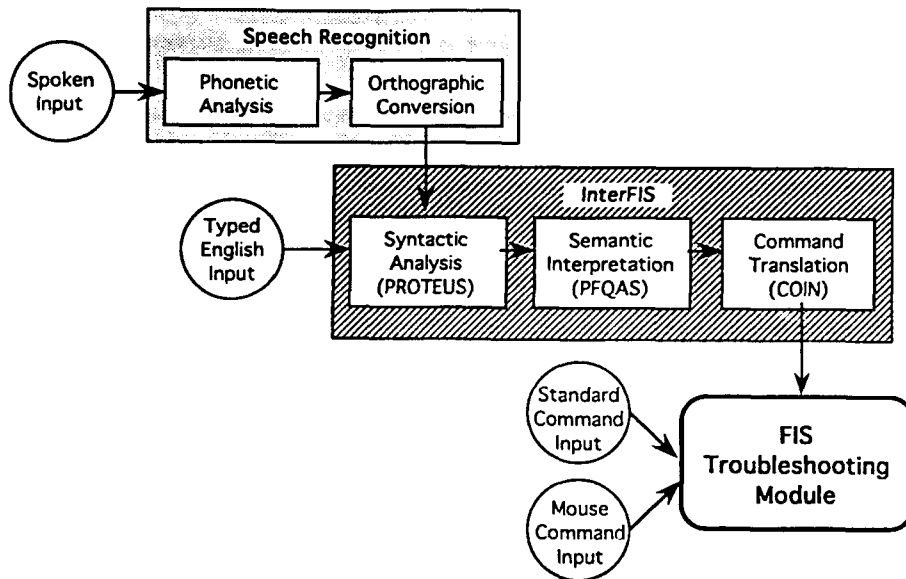 Speech Recognition
Spoken
Input
Phonetic
Analysis
Orthographic
Conversion
InterFIS
Typed
English
Input
Syntactic
Analysis
(PROTEUS)
Semantic
Interpretation
(PFQAS)
Command
Translation
(COIN)
Standard
Command
Input
FIS
Troubleshooting
Module
Mouse
Command
Input